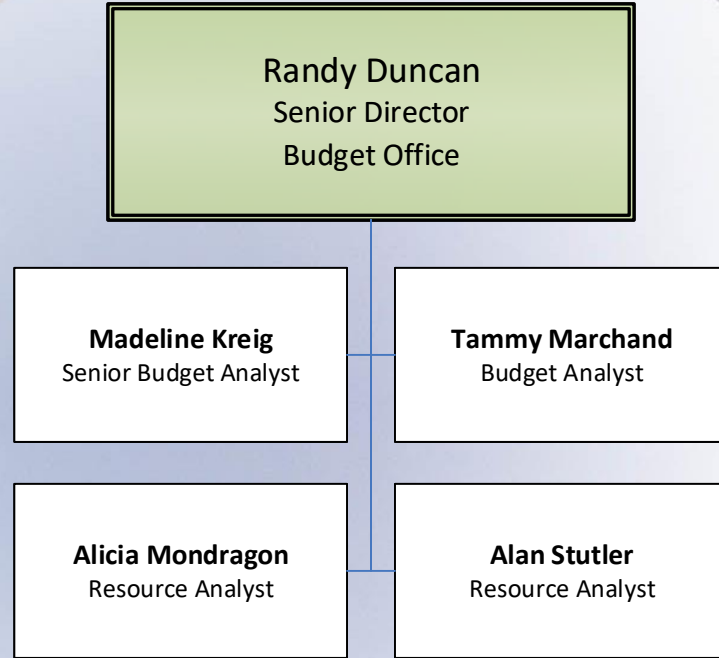 Randy Duncan
Senior Director
Budget Office
Madeline Kreig
Senior Budget Analyst
Tammy Marchand
Budget Analyst
Alicia Mondragon
Resource Analyst
Alan Stutler
Resource Analyst